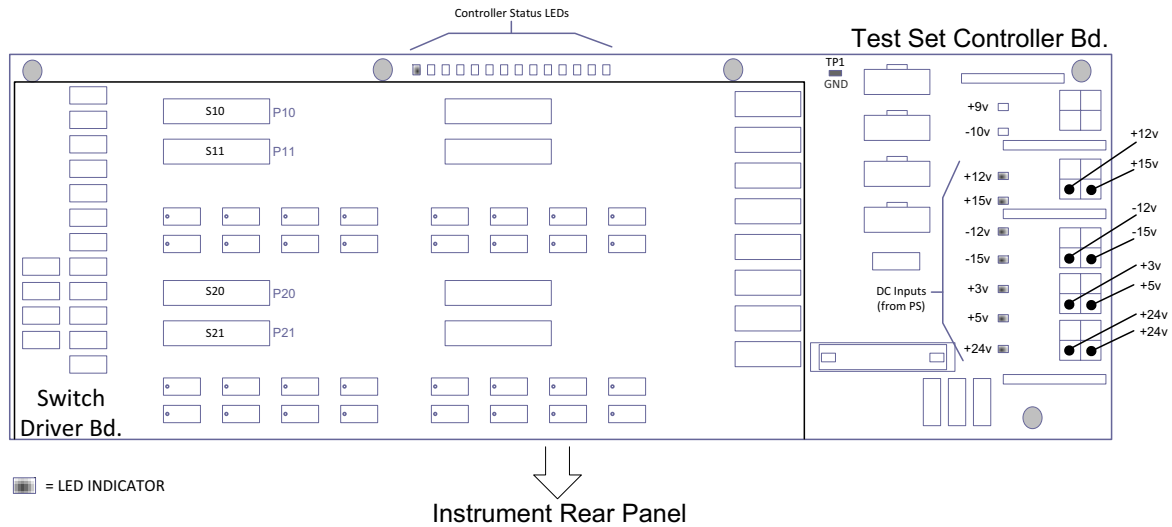 Controller Status LEDs
Test Set Controller Bd.
TP1
GND
S10 P10
S11 P11
S20 P20
S21 P21
+9v
-10v
+12v
+15v
-12v
-15v
+3v
+5v
+24v
DC Inputs
(from PS)
+12v
+15v
-12v
-15v
+3v
+5v
+24v
+24v
Switch
Driver Bd.
= LED INDICATOR
Instrument Rear Panel